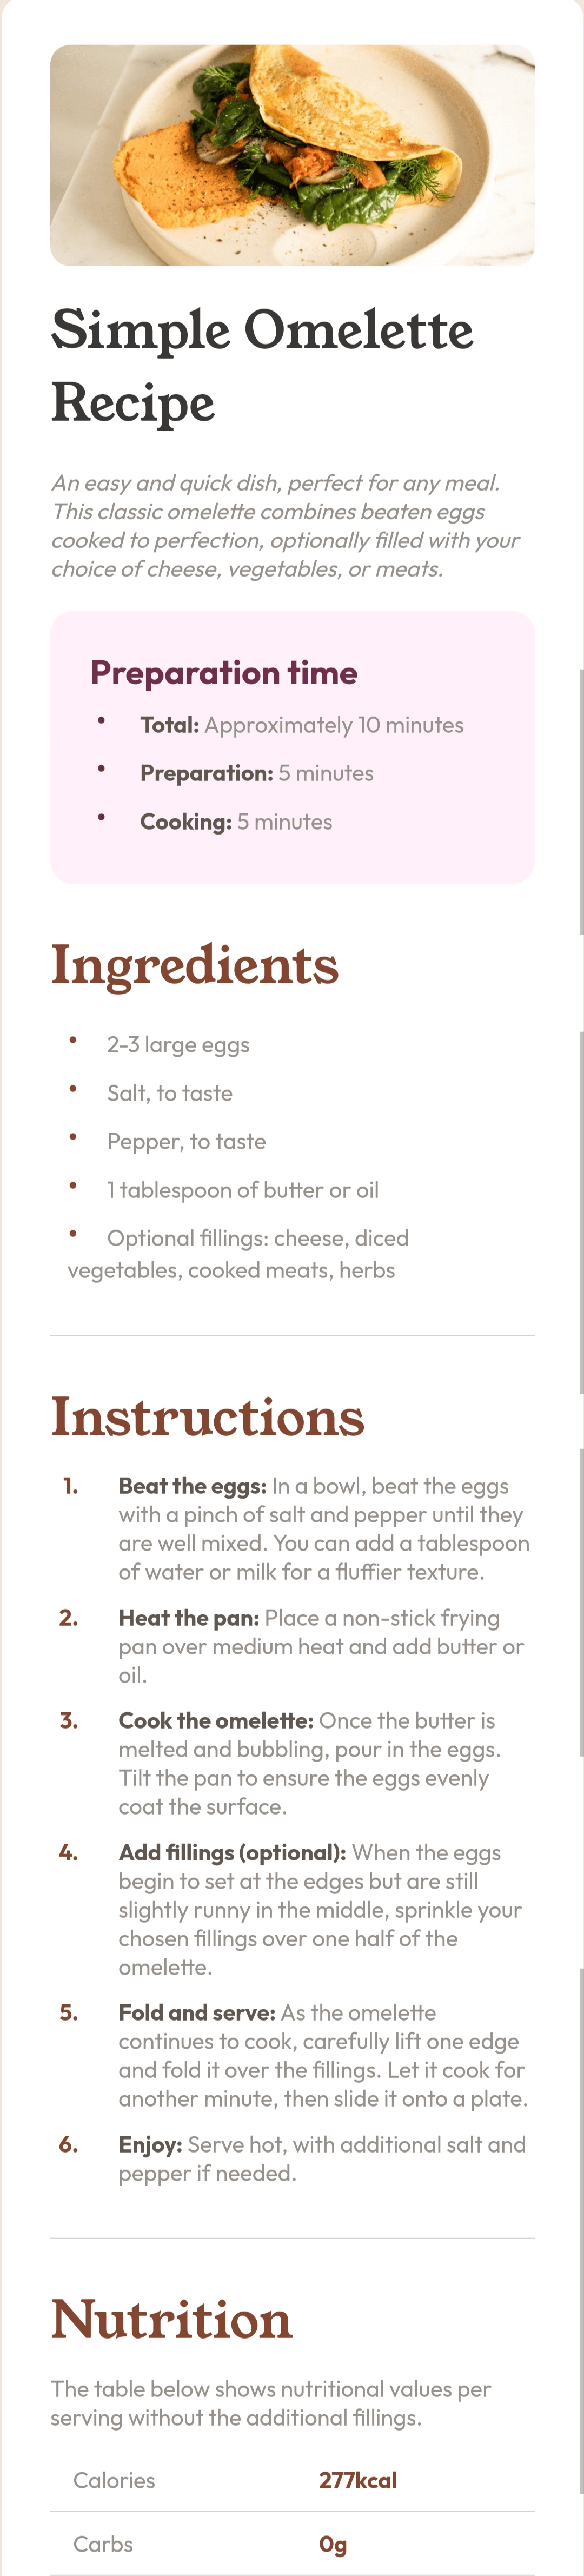 Simple Omelette
Recipe
An easy and quick dish, perfect for any meal.
This classic omelette combines beaten eggs
cooked to perfection, optionally filled with your
choice of cheese, vegetables, or meats.
Preparation time
• Total: Approximately 10 minutes
• Preparation: 5 minutes
• Cooking: 5 minutes
Ingredients
• 2-3 large eggs
• Salt, to taste
• Pepper, to taste
• 1 tablespoon of butter or oil
• Optional fillings: cheese, diced
vegetables, cooked meats, herbs
Instructions
1. Beat the eggs: In a bowl, beat the eggs
with a pinch of salt and pepper until they
are well mixed. You can add a tablespoon
of water or milk for a fluffier texture.
2. Heat the pan: Place a non-stick frying
pan over medium heat and add butter or
oil.
3. Cook the omelette: Once the butter is
melted and bubbling, pour in the eggs.
Tilt the pan to ensure the eggs evenly
coat the surface.
4. Add fillings (optional): When the eggs
begin to set at the edges but are still
slightly runny in the middle, sprinkle your
chosen fillings over one half of the
omelette.
5. Fold and serve: As the omelette
continues to cook, carefully lift one edge
and fold it over the fillings. Let it cook for
another minute, then slide it onto a plate.
6. Enjoy: Serve hot, with additional salt and
pepper if needed.
Nutrition
The table below shows nutritional values per
serving without the additional fillings.
Calories 277kcal
Carbs 0g